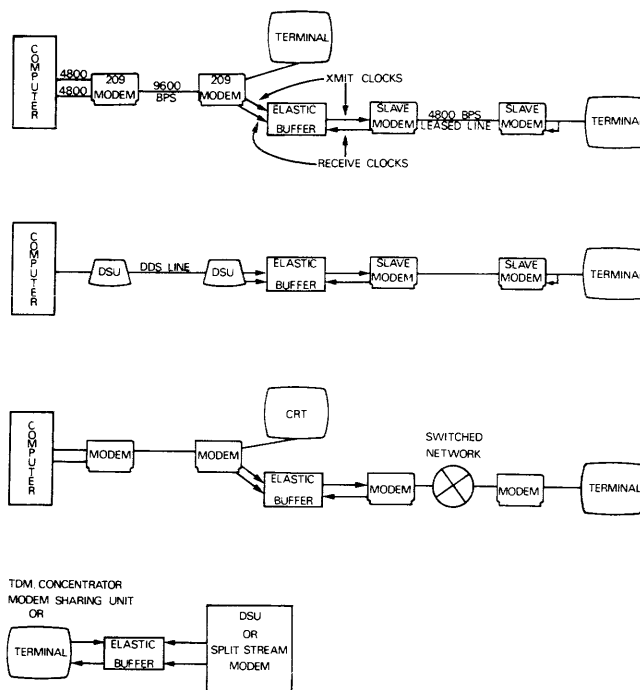 COMPUTER
4800
4800
209
MODEM
9600
BPS
209
MODEM
TERMINAL
XMIT CLOCKS
ELASTIC
BUFFER
RECEIVE CLOCKS
SLAVE
MODEM
4800 BPS
LEASED LINE
SLAVE
MODEM
TERMINAL
COMPUTER
DSU
DDS LINE
DSU
ELASTIC
BUFFER
SLAVE
MODEM
SLAVE
MODEM
TERMINAL
COMPUTER
MODEM
MODEM
CRT
ELASTIC
BUFFER
MODEM
SWITCHED
NETWORK
MODEM
TERMINAL
TDM, CONCENTRATOR
MODEM SHARING UNIT
OR
TERMINAL
ELASTIC
BUFFER
DSU
OR
SPLIT STREAM
MODEM